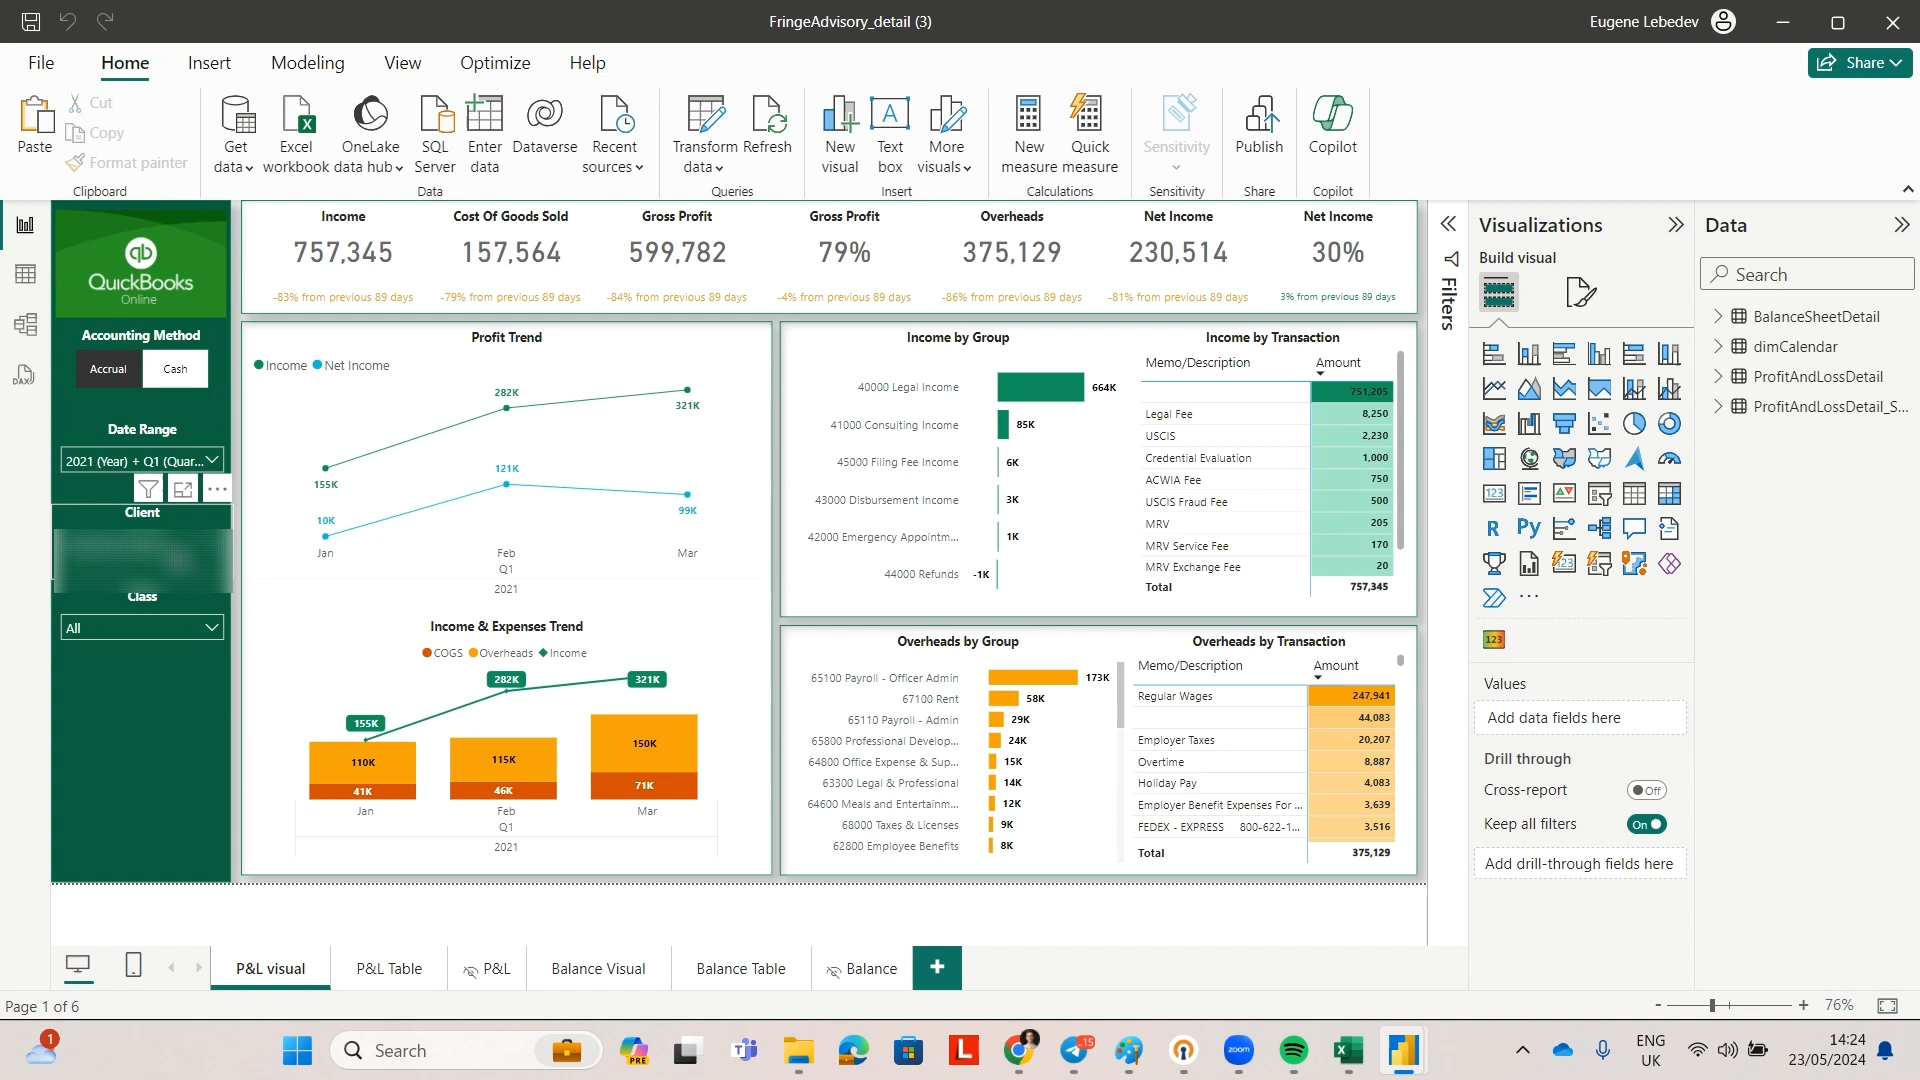 FringeAdvisory_detail (3)
Eugene Lebedev
File
Home
Insert
Modeling
View
Optimize
Help
Share
Paste
Cut
Copy
Format painter
Clipboard
Get data
Excel workbook
OneLake data hub
SQL Server
Enter data
Dataverse
Recent sources
Data
Transform data
Refresh
Queries
New visual
Text box
More visuals
Insert
New measure
Quick measure
Calculations
Sensitivity
Sensitivity
Publish
Share
Copilot
Copilot
qb
QuickBooks
Online
Accounting Method
Accrual
Cash
Date Range
2021 (Year) + Q1 (Quar...
Client
Class
All
Income
757,345
-83% from previous 89 days
Cost Of Goods Sold
157,564
-79% from previous 89 days
Gross Profit
599,782
-84% from previous 89 days
Gross Profit
79%
-4% from previous 89 days
Overheads
375,129
-86% from previous 89 days
Net Income
230,514
-81% from previous 89 days
Net Income
30%
3% from previous 89 days
Profit Trend
Income Net Income
282K
321K
155K
121K
10K
99K
Jan
Feb
Mar
Q1
2021
Income & Expenses Trend
COGS Overheads Income
282K
321K
155K
150K
110K
115K
71K
41K
46K
Jan
Feb
Mar
Q1
2021
Income by Group
40000 Legal Income 664K
41000 Consulting Income 85K
45000 Filing Fee Income 6K
43000 Disbursement Income 3K
42000 Emergency Appointm... 1K
44000 Refunds -1K
Income by Transaction
Memo/Description Amount
751,205
Legal Fee 8,250
USCIS 2,230
Credential Evaluation 1,000
ACWIA Fee 750
USCIS Fraud Fee 500
MRV 205
MRV Service Fee 170
MRV Exchange Fee 20
Total 757,345
Overheads by Group
65100 Payroll - Officer Admin 173K
67100 Rent 58K
65110 Payroll - Admin 29K
65800 Professional Develop... 24K
64800 Office Expense & Sup... 15K
63300 Legal & Professional 14K
64600 Meals and Entertainm... 12K
68000 Taxes & Licenses 9K
62800 Employee Benefits 8K
Overheads by Transaction
Memo/Description Amount
Regular Wages 247,941
44,083
Employer Taxes 20,207
Overtime 8,887
Holiday Pay 4,083
Employer Benefit Expenses For ... 3,639
FEDEX - EXPRESS 800-622-1... 3,516
Total 375,129
Filters
Visualizations
Build visual
123
R
Py
123
123
Values
Add data fields here
Drill through
Cross-report
Off
Keep all filters
On
Add drill-through fields here
Data
Search
BalanceSheetDetail
dimCalendar
ProfitAndLossDetail
ProfitAndLossDetail_S...
DAX
P&L visual
P&L Table
P&L
Balance Visual
Balance Table
Balance
+
Page 1 of 6
- + 76%
1
Search
PRE
L
15
zoom
ENG
UK
14:24
23/05/2024